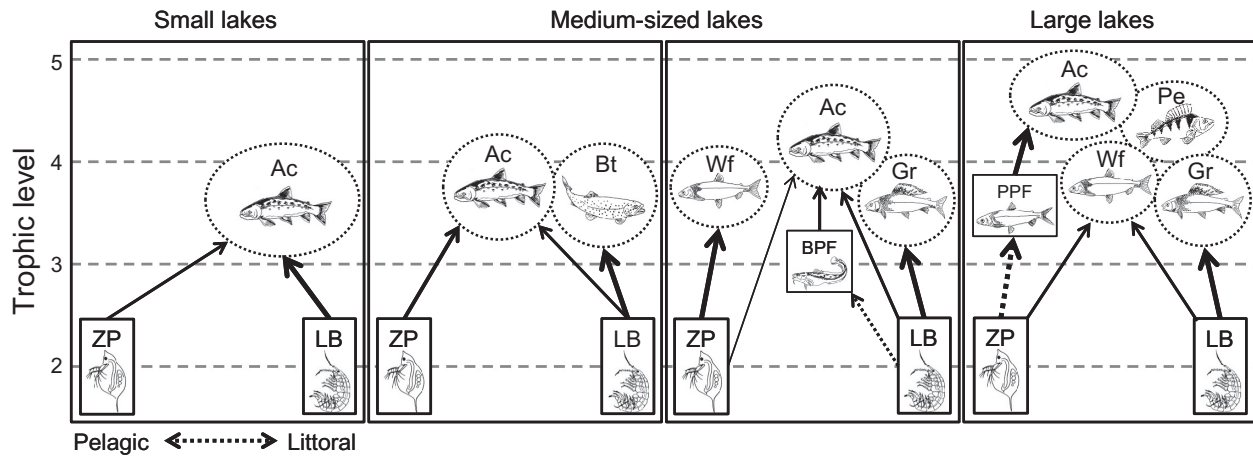 Small lakes
Medium-sized lakes
Large lakes
Trophic level
5
4
3
2
Ac
ZP
LB
Ac
Bt
ZP
LB
Wf
Ac
Gr
BPF
ZP
LB
Ac
Pe
PPF
Wf
Gr
ZP
LB
Pelagic
Littoral